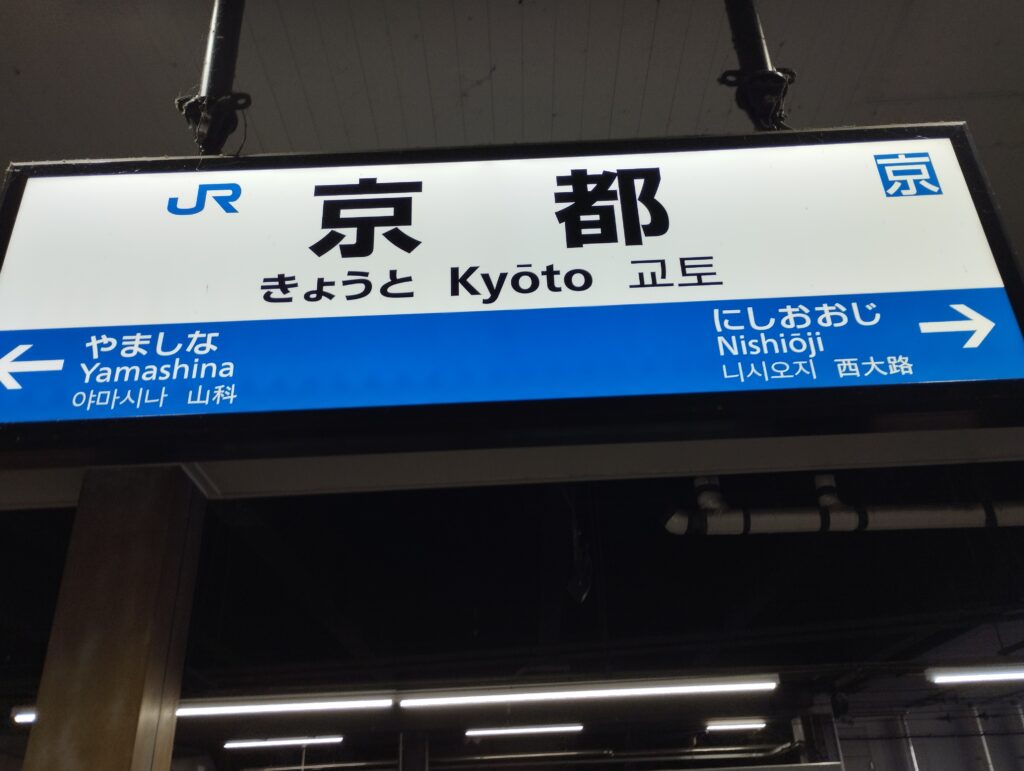 JR 京都 京
きょうと Kyōto 교토
← やましな
Yamashina
야마시나 山科
にしおおじ →
Nishiōji
니시오지 西大路